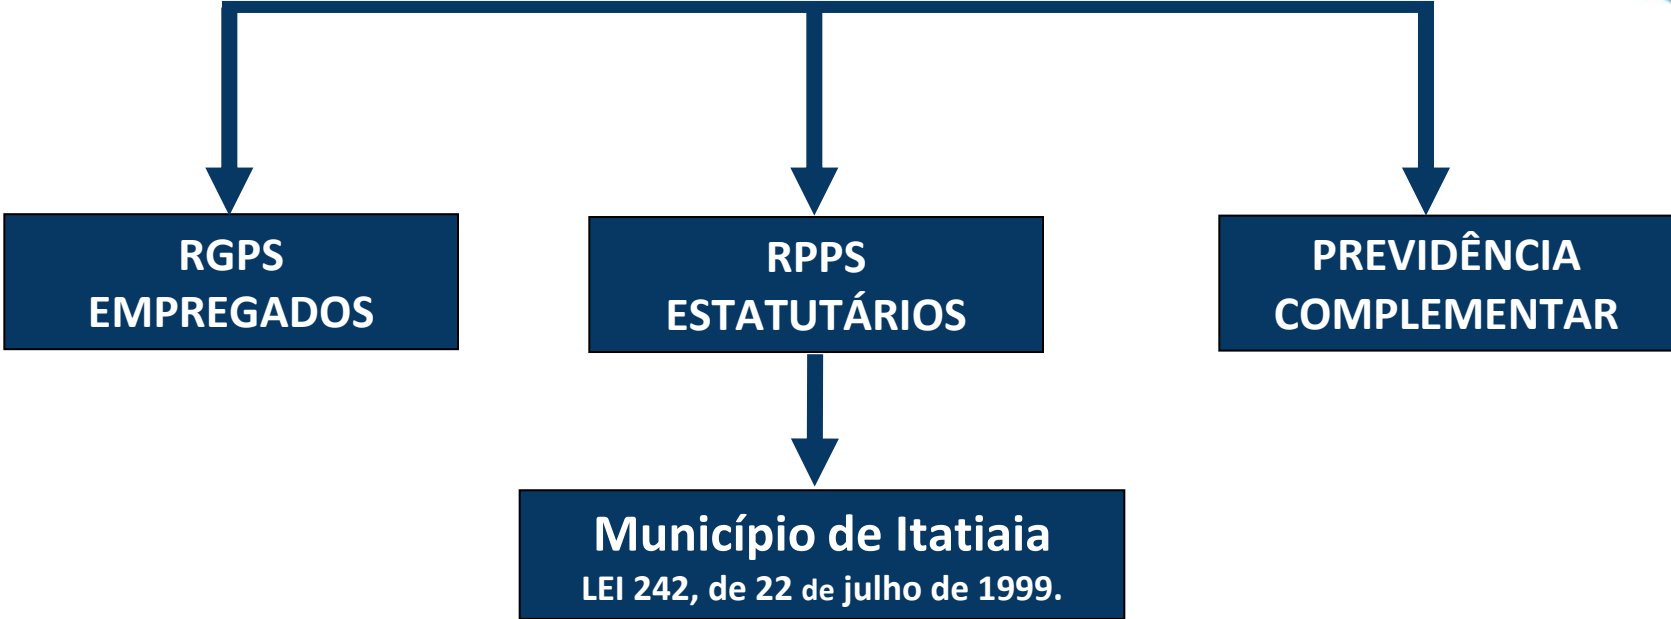 RGPS
EMPREGADOS
RPPS
ESTATUTÁRIOS
PREVIDÊNCIA
COMPLEMENTAR
Município de Itatiaia
LEI 242, de 22 de julho de 1999.